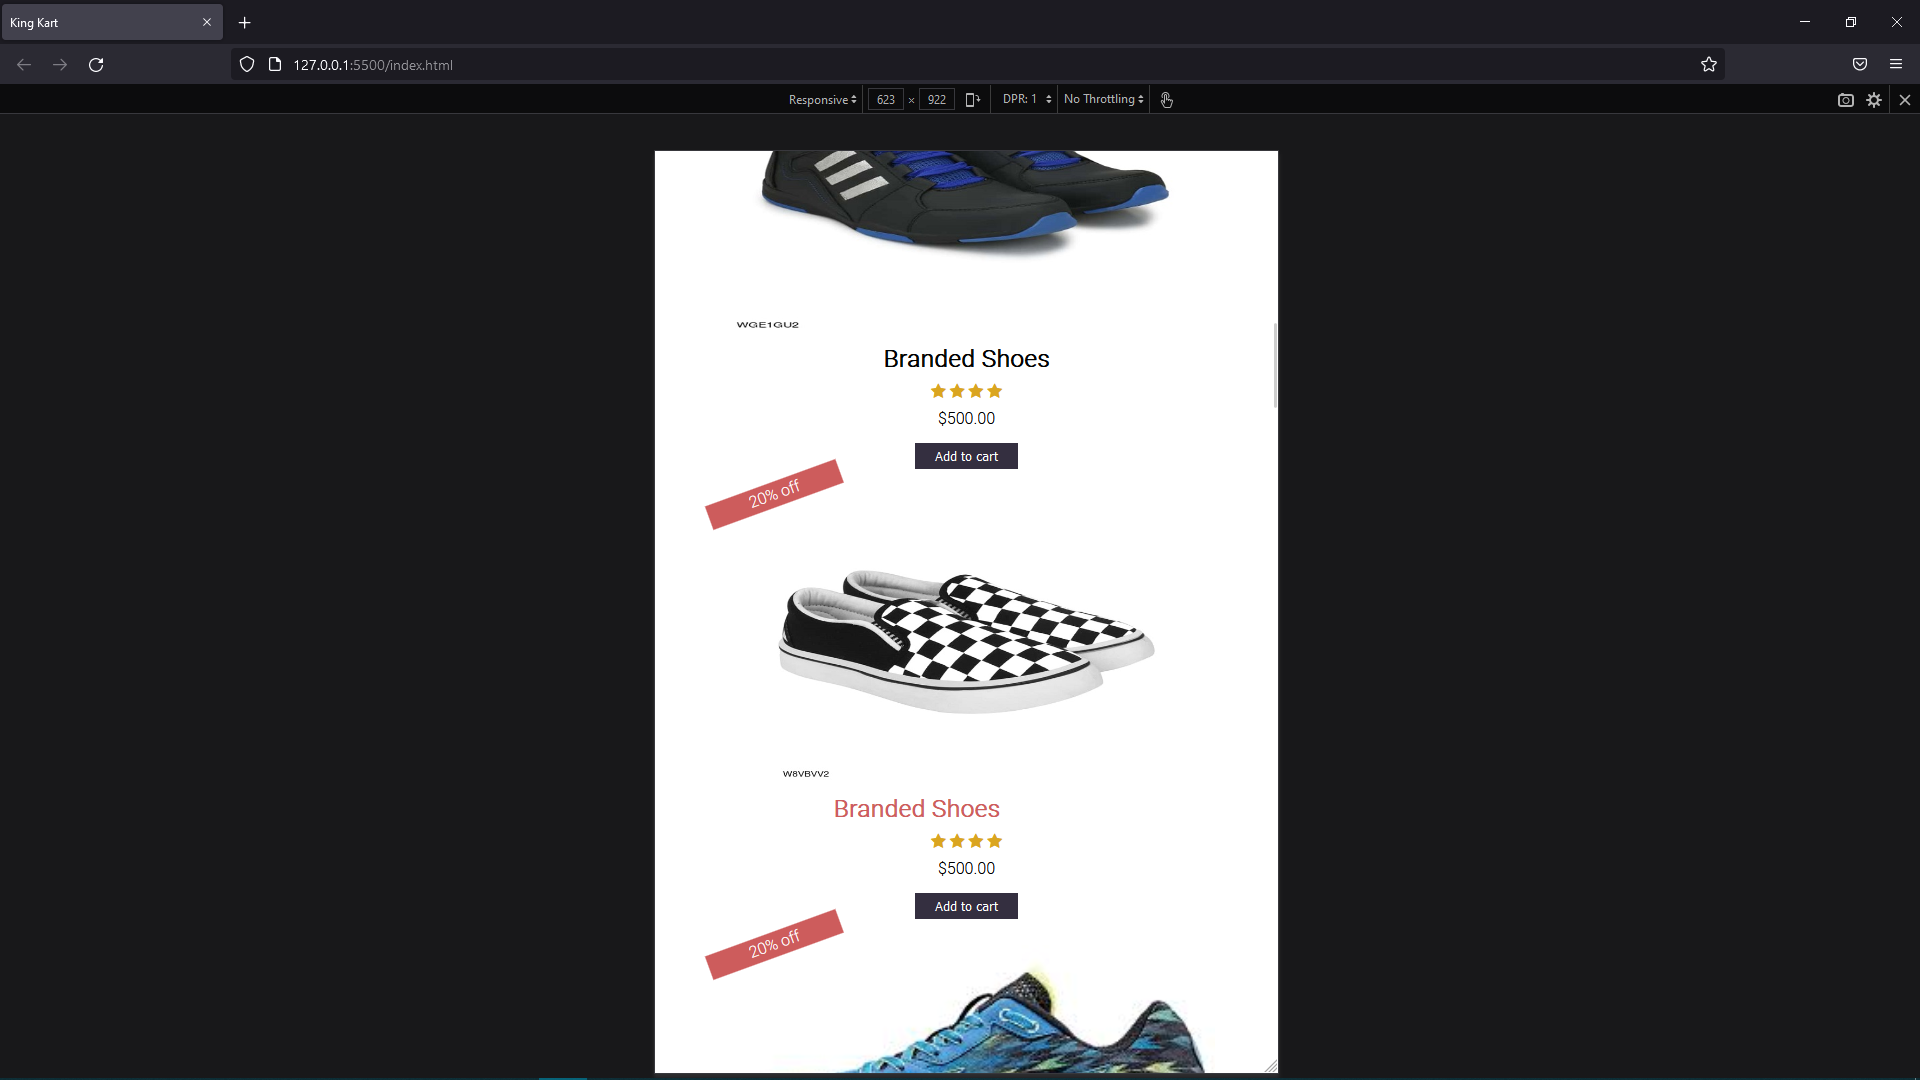 King Kart
127.0.0.1:5500/index.html
Responsive 623 × 922 DPR: 1 No Throttling
WGE1GU2
Branded Shoes
$500.00
Add to cart
20% off
W8VBVV2
Branded Shoes
$500.00
Add to cart
20% off